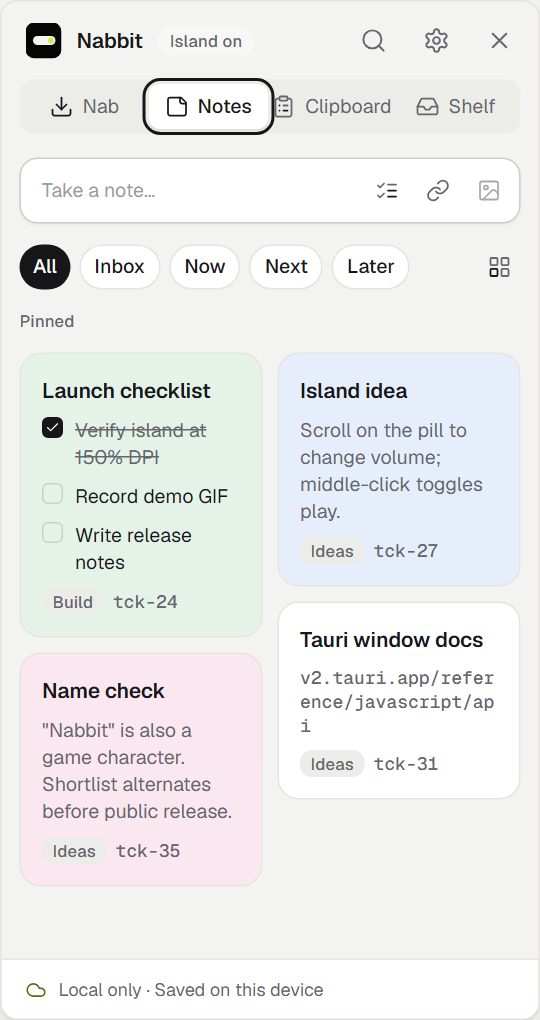 Nabbit
Island on
Nab
Notes
Clipboard
Shelf
Take a note…
All
Inbox
Now
Next
Later
Pinned
Launch checklist
Verify island at
150% DPI
Record demo GIF
Write release
notes
Build tck-24
Name check
"Nabbit" is also a
game character.
Shortlist alternates
before public release.
Ideas tck-35
Island idea
Scroll on the pill to
change volume;
middle-click toggles
play.
Ideas tck-27
Tauri window docs
v2.tauri.app/refer
ence/javascript/ap
i
Ideas tck-31
Local only · Saved on this device